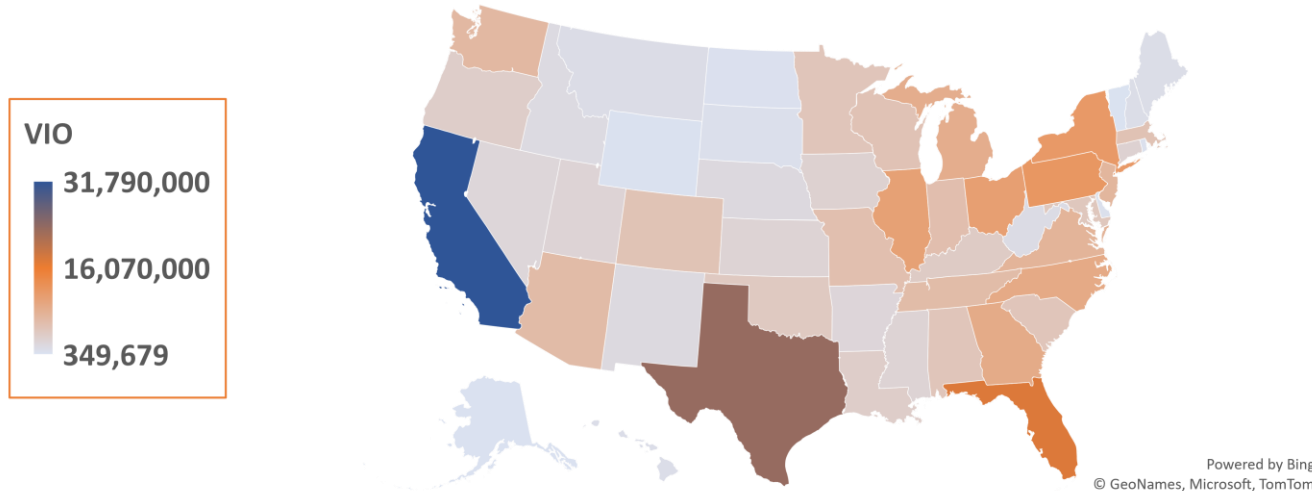 VIO
31,790,000
16,070,000
349,679
Powered by Bing
© GeoNames, Microsoft, TomTom